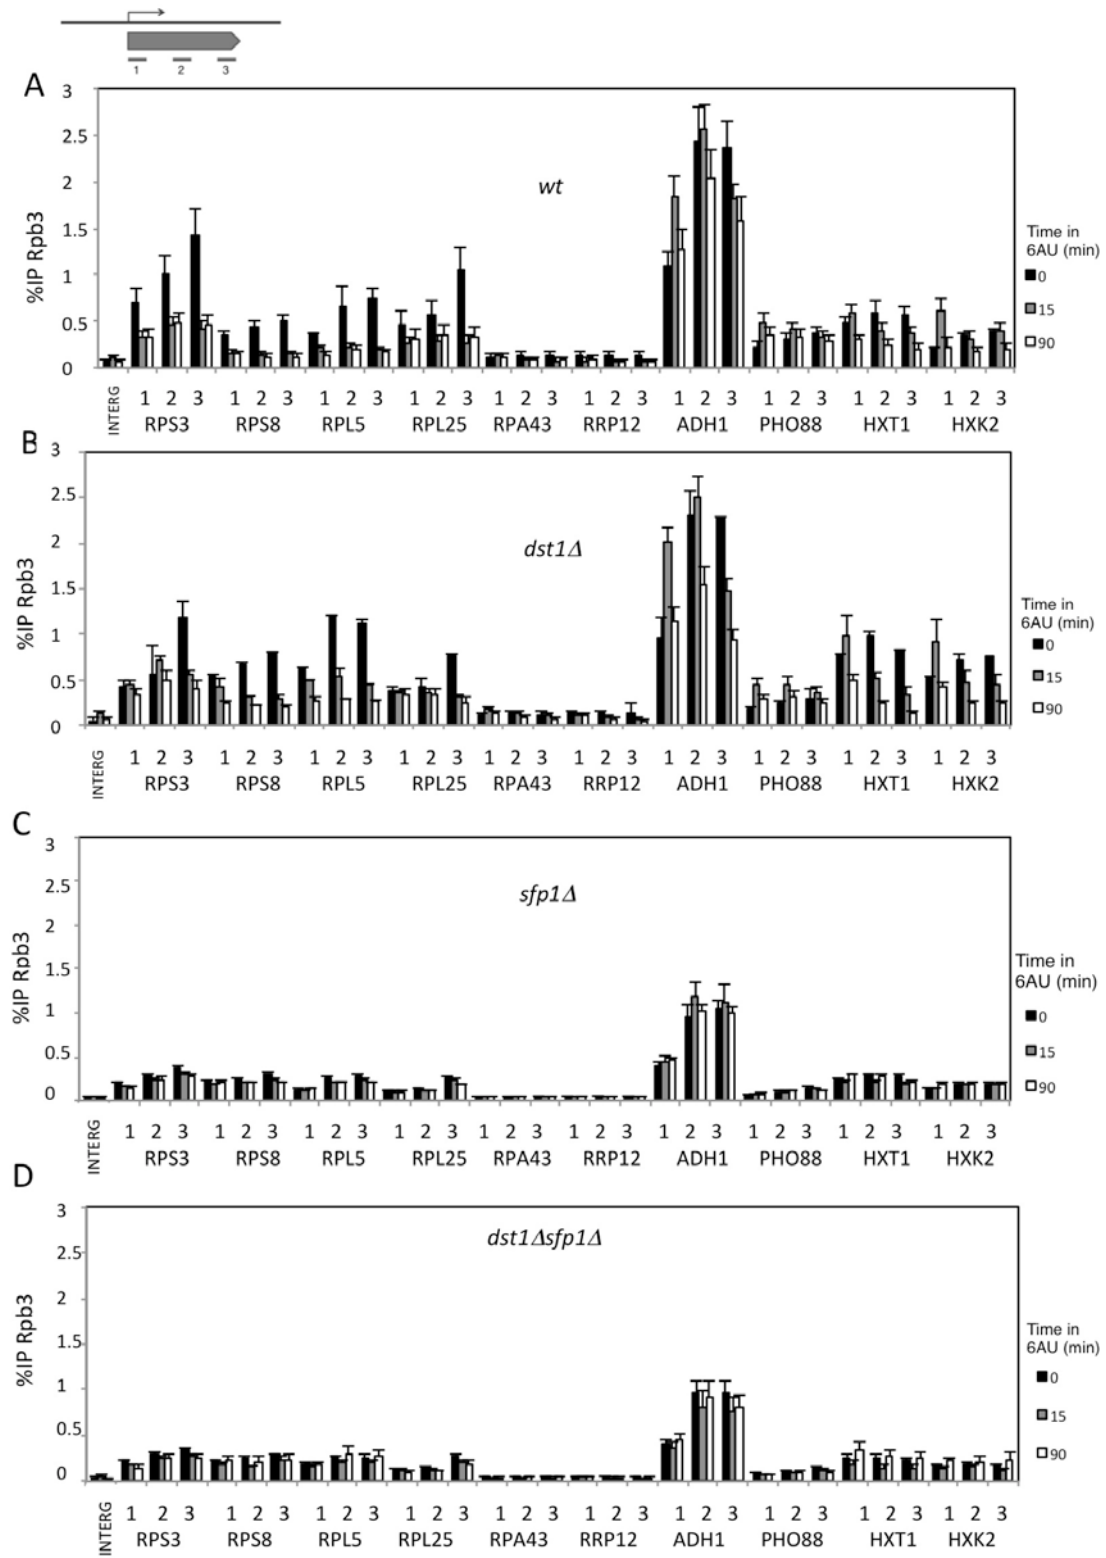 1 2 3
A
3
2.5
2
1.5
1
0.5
0
%IP Rpb3
wt
Time in
6AU (min)
0
15
90
INTERG 1 2 3 1 2 3 1 2 3 1 2 3 1 2 3 1 2 3 1 2 3 1 2 3 1 2 3 1 2 3
RPS3 RPS8 RPL5 RPL25 RPA43 RRP12 ADH1 PHO88 HXT1 HXK2
B
3
2.5
2
1.5
1
0.5
0
%IP Rpb3
dst1Δ
Time in
6AU (min)
0
15
90
INTERG 1 2 3 1 2 3 1 2 3 1 2 3 1 2 3 1 2 3 1 2 3 1 2 3 1 2 3 1 2 3
RPS3 RPS8 RPL5 RPL25 RPA43 RRP12 ADH1 PHO88 HXT1 HXK2
C
3
2.5
2
1.5
1
0.5
0
%IP Rpb3
sfp1Δ
Time in
6AU (min)
0
15
90
INTERG 1 2 3 1 2 3 1 2 3 1 2 3 1 2 3 1 2 3 1 2 3 1 2 3 1 2 3 1 2 3
RPS3 RPS8 RPL5 RPL25 RPA43 RRP12 ADH1 PHO88 HXT1 HXK2
D
3
2.5
2
1.5
1
0.5
0
%IP Rpb3
dst1Δsfp1Δ
Time in
6AU (min)
0
15
90
INTERG 1 2 3 1 2 3 1 2 3 1 2 3 1 2 3 1 2 3 1 2 3 1 2 3 1 2 3 1 2 3
RPS3 RPS8 RPL5 RPL25 RPA43 RRP12 ADH1 PHO88 HXT1 HXK2